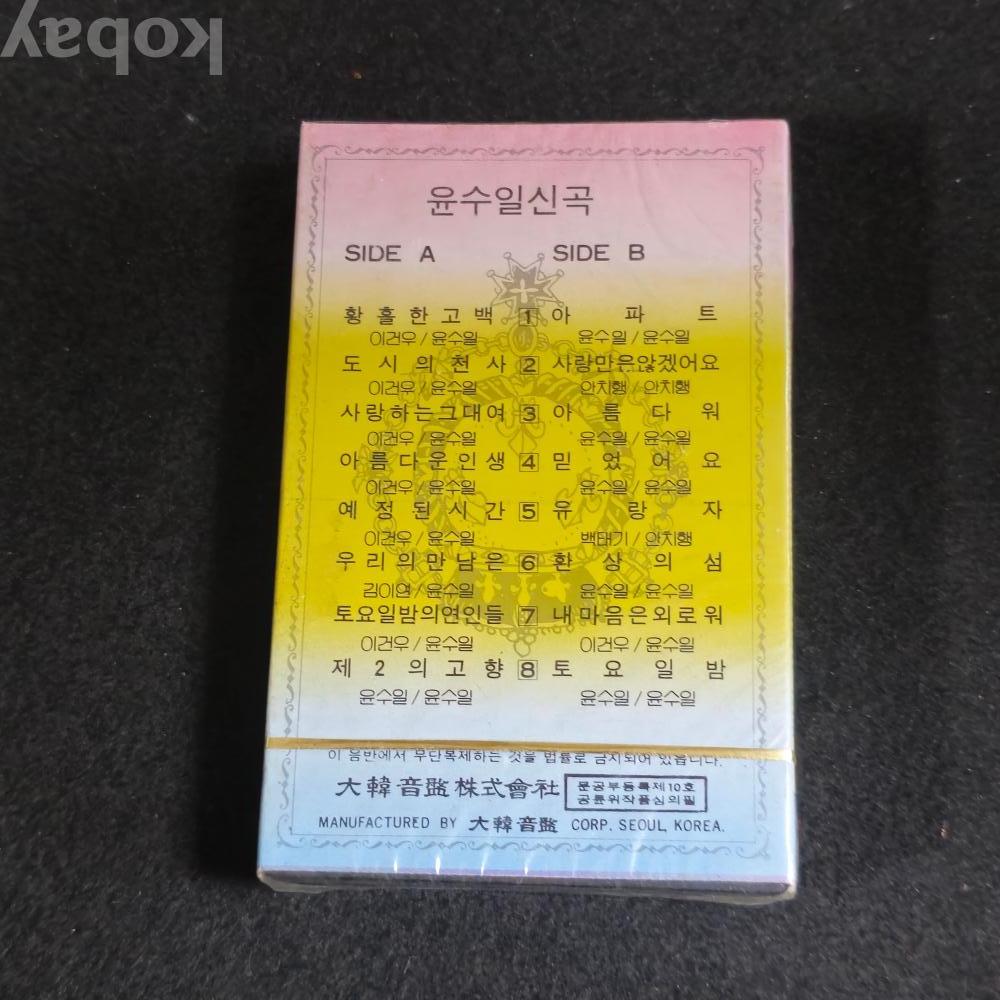 kobay
윤수일신곡
SIDE A SIDE B
황홀한고백 1 아파트
이건우 / 윤수일 윤수일 / 윤수일
도시의천사 2 사랑만은않겠어요
이건우 / 윤수일 안치행 / 안치행
사랑하는그대여 3 아름다워
이건우 / 윤수일 윤수일 / 윤수일
아름다운인생 4 믿었어요
이건우 / 윤수일 윤수일 / 윤수일
예정된시간 5 유랑자
이건우 / 윤수일 백태기 / 안치행
우리의만남은 6 환상의섬
김이연 / 윤수일 윤수일 / 윤수일
토요일밤의연인들 7 내마음은외로워
이건우 / 윤수일 이건우 / 윤수일
제2의고향 8 토요일밤
윤수일 / 윤수일 윤수일 / 윤수일
이 음반에서 무단복제하는 것을 법률로 금지되어 있습니다.
大韓音盤株式會社 문공부등록제10호
공륜위작품심의필
MANUFACTURED BY 大韓音盤 CORP. SEOUL, KOREA.